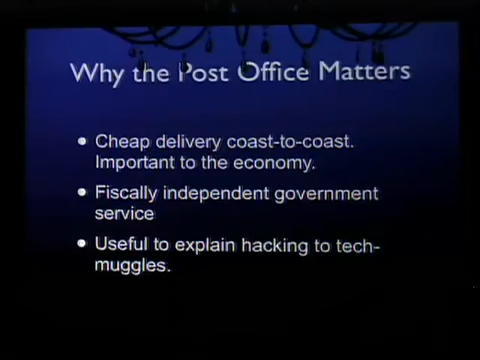 Why the Post Office Matters
Cheap delivery coast-to-coast.
Important to the economy.
Fiscally independent government
service
Useful to explain hacking to tech-
muggles.